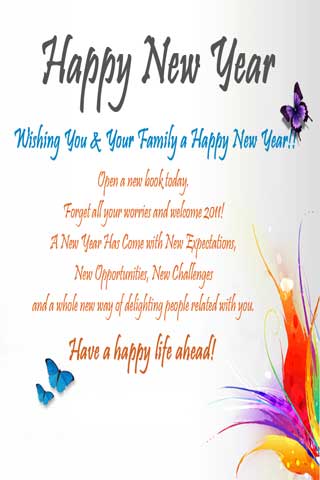 Happy New Year
Wishing You & Your Family a Happy New Year!!
Open a new book today.
Forget all your worries and welcome 2011!
A New Year Has Come with New Expectations,
New Opportunities, New Challenges
and a whole new way of delighting people related with you.
Have a happy life ahead!